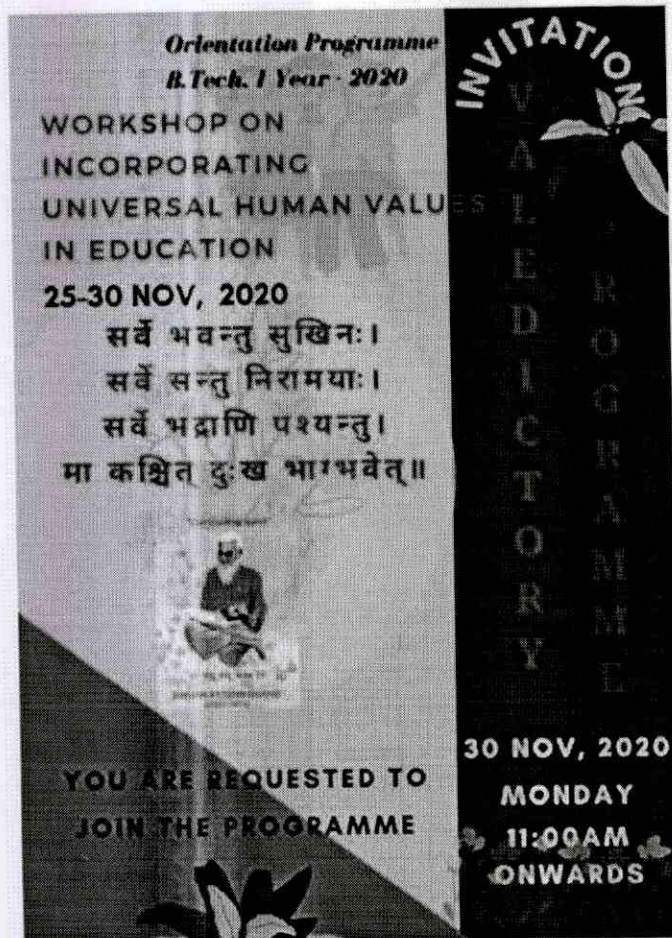 Orientation Programme
B.Tech. I Year - 2020
WORKSHOP ON
INCORPORATING
UNIVERSAL HUMAN VALUES
IN EDUCATION
25-30 NOV, 2020
सर्वे भवन्तु सुखिनः।
सर्वे सन्तु निरामयाः।
सर्वे भद्राणि पश्यन्तु।
मा कश्चित् दुःख भाग्भवेत्॥
YOU ARE REQUESTED TO
JOIN THE PROGRAMME
INVITATION
VALEDICTORY
PROGRAMME
30 NOV, 2020
MONDAY
11:00AM
ONWARDS